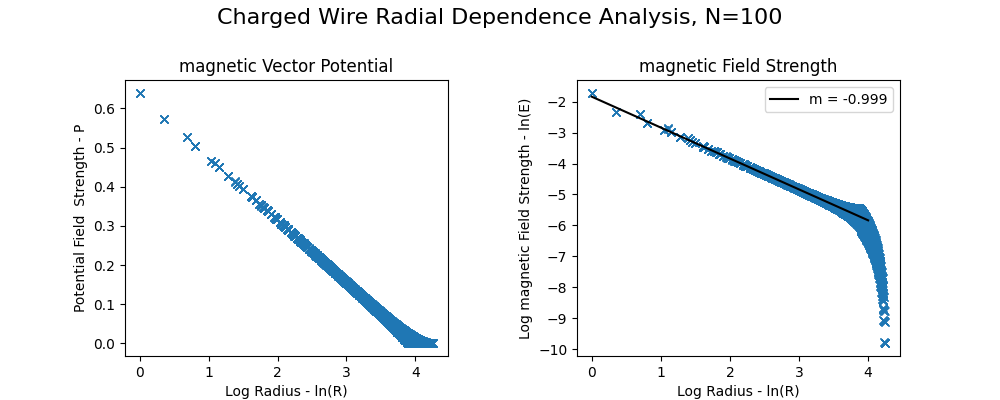 Charged Wire Radial Dependence Analysis, N=100
magnetic Vector Potential
Potential Field  Strength - P
0.6
0.5
0.4
0.3
0.2
0.1
0.0
0 1 2 3 4
Log Radius - ln(R)
magnetic Field Strength
Log magnetic Field Strength - ln(E)
m = -0.999
−2
−3
−4
−5
−6
−7
−8
−9
−10
0 1 2 3 4
Log Radius - ln(R)